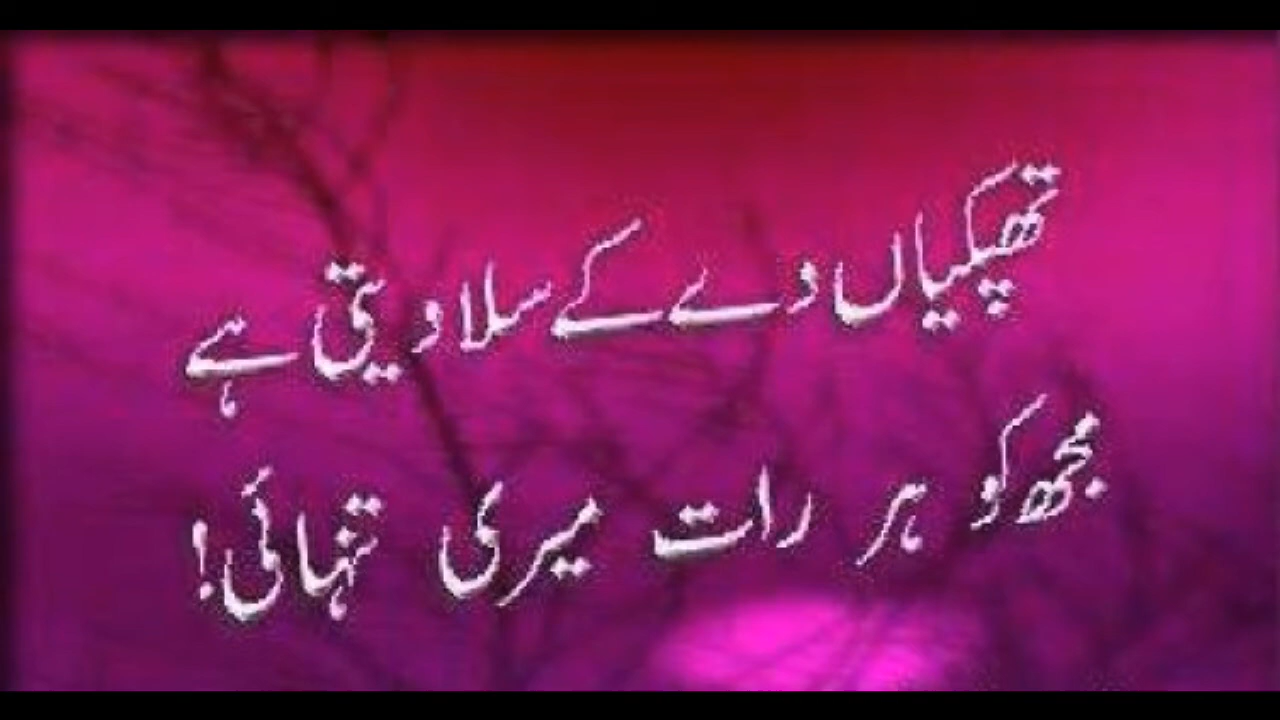 تھپکیاں دے کے سلا دیتی ہے
مجھ کو ہر رات میری تنہائی!